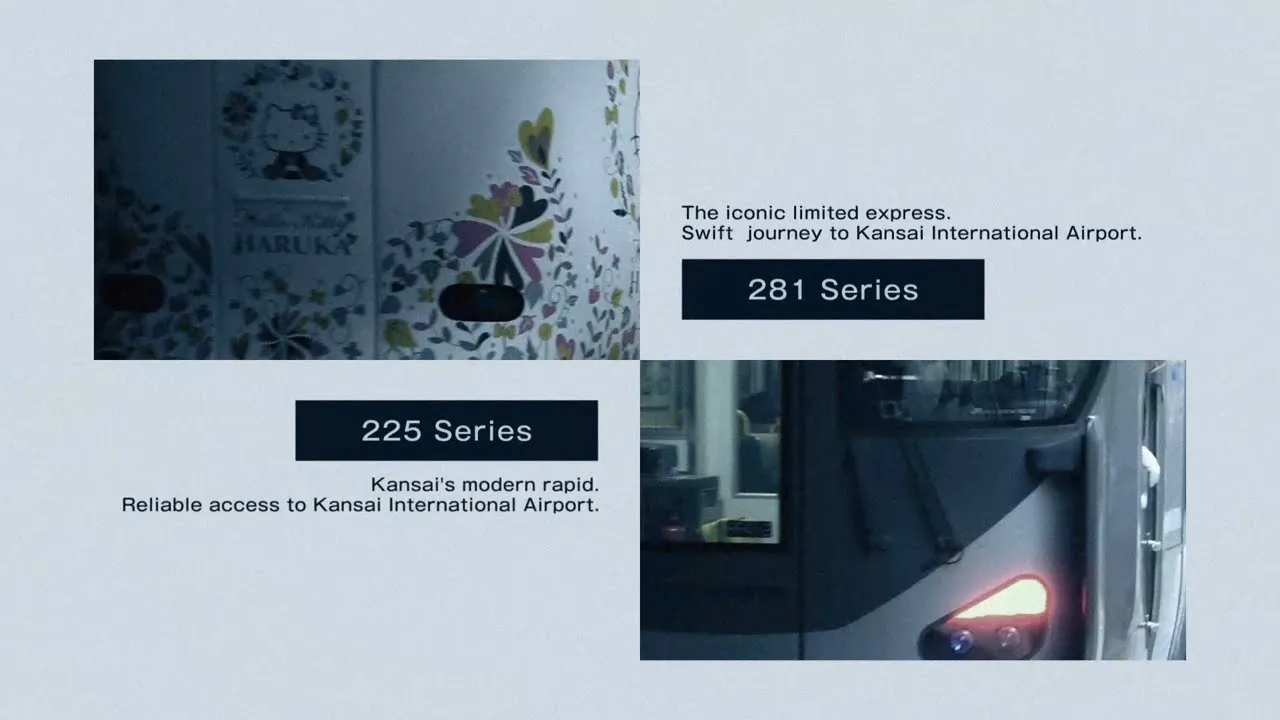 Hello Kitty
HARUKA
The iconic limited express.
Swift  journey to Kansai International Airport.
281 Series
225 Series
Kansai's modern rapid.
Reliable access to Kansai International Airport.